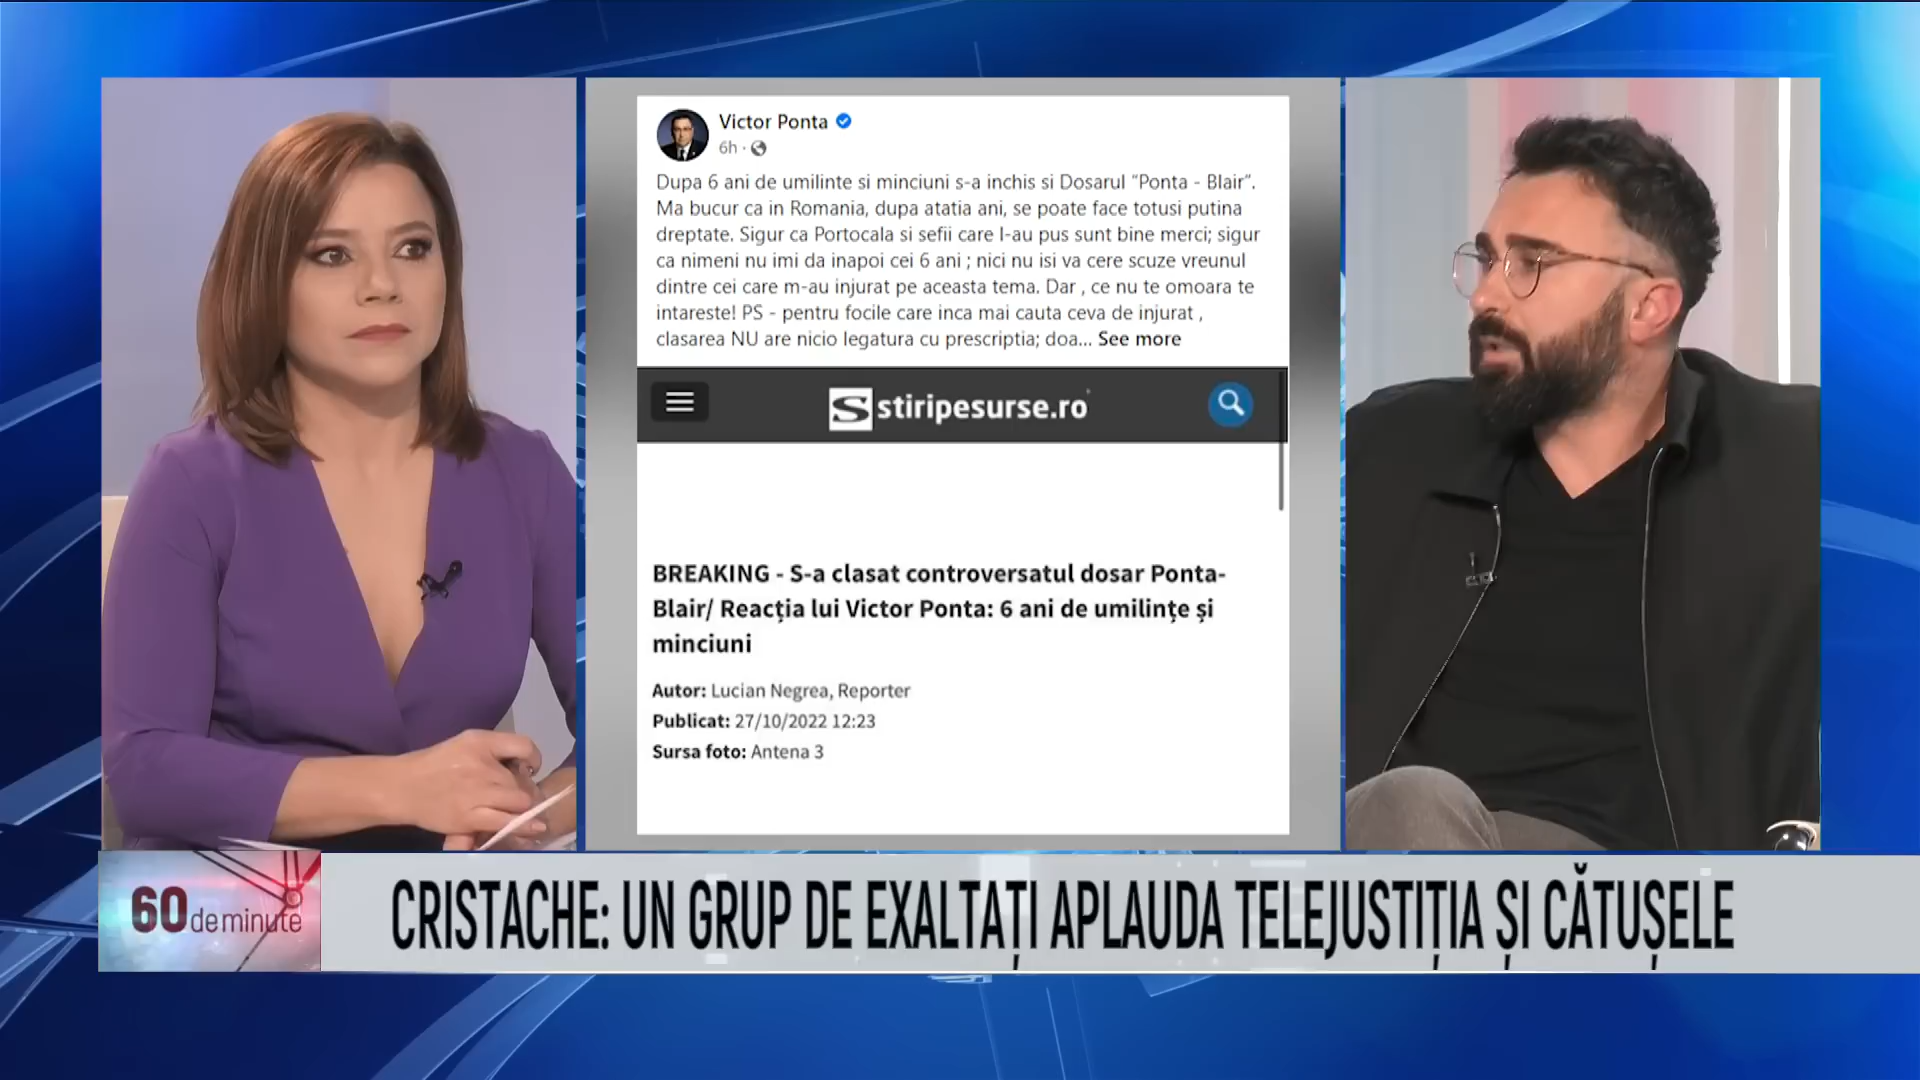 Victor Ponta
6h
Dupa 6 ani de umilinte si minciuni s-a inchis si Dosarul “Ponta - Blair”.
Ma bucur ca in Romania, dupa atatia ani, se poate face totusi putina
dreptate. Sigur ca Portocala si sefii care l-au pus sunt bine merci; sigur
ca nimeni nu imi da inapoi cei 6 ani ; nici nu isi va cere scuze vreunul
dintre cei care m-au injurat pe aceasta tema. Dar , ce nu te omoara te
intareste! PS - pentru focile care inca mai cauta ceva de injurat ,
clasarea NU are nicio legatura cu prescriptia; doa... See more
S stiripesurse.ro
BREAKING - S-a clasat controversatul dosar Ponta-
Blair/ Reacția lui Victor Ponta: 6 ani de umilințe și
minciuni
Autor: Lucian Negrea, Reporter
Publicat: 27/10/2022 12:23
Sursa foto: Antena 3
60 de minute
CRISTACHE: UN GRUP DE EXALTAȚI APLAUDA TELEJUSTIȚIA ȘI CĂTUȘELE